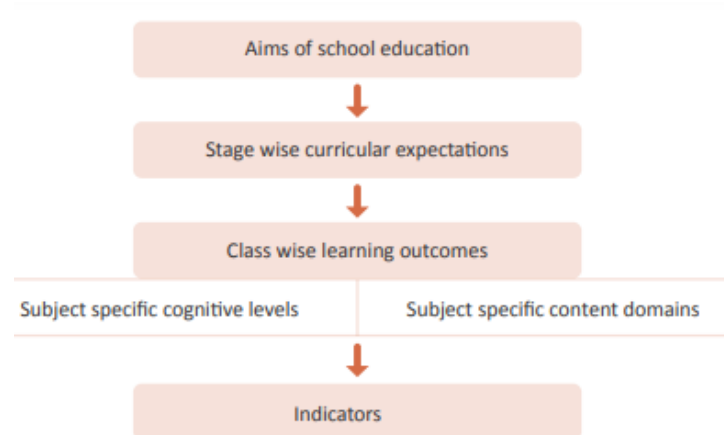 Aims of school education
Stage wise curricular expectations
Class wise learning outcomes
Subject specific cognitive levels
Subject specific content domains
Indicators